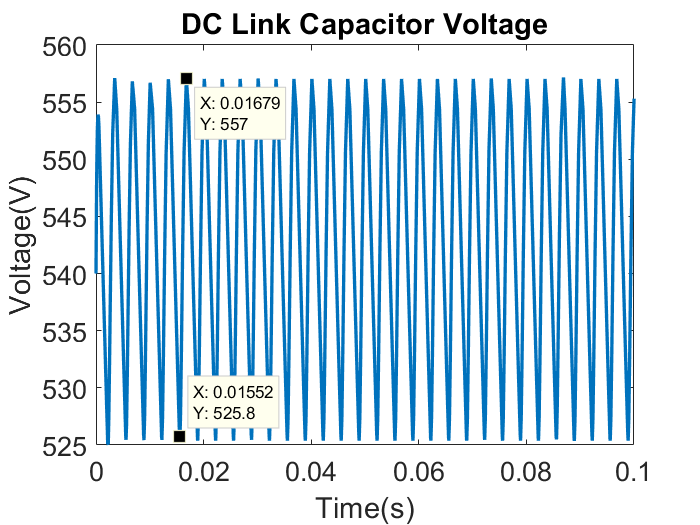 DC Link Capacitor Voltage
560
555
550
545
540
535
530
525
Voltage(V)
X: 0.01679
Y: 557
X: 0.01552
Y: 525.8
0 0.02 0.04 0.06 0.08 0.1
Time(s)